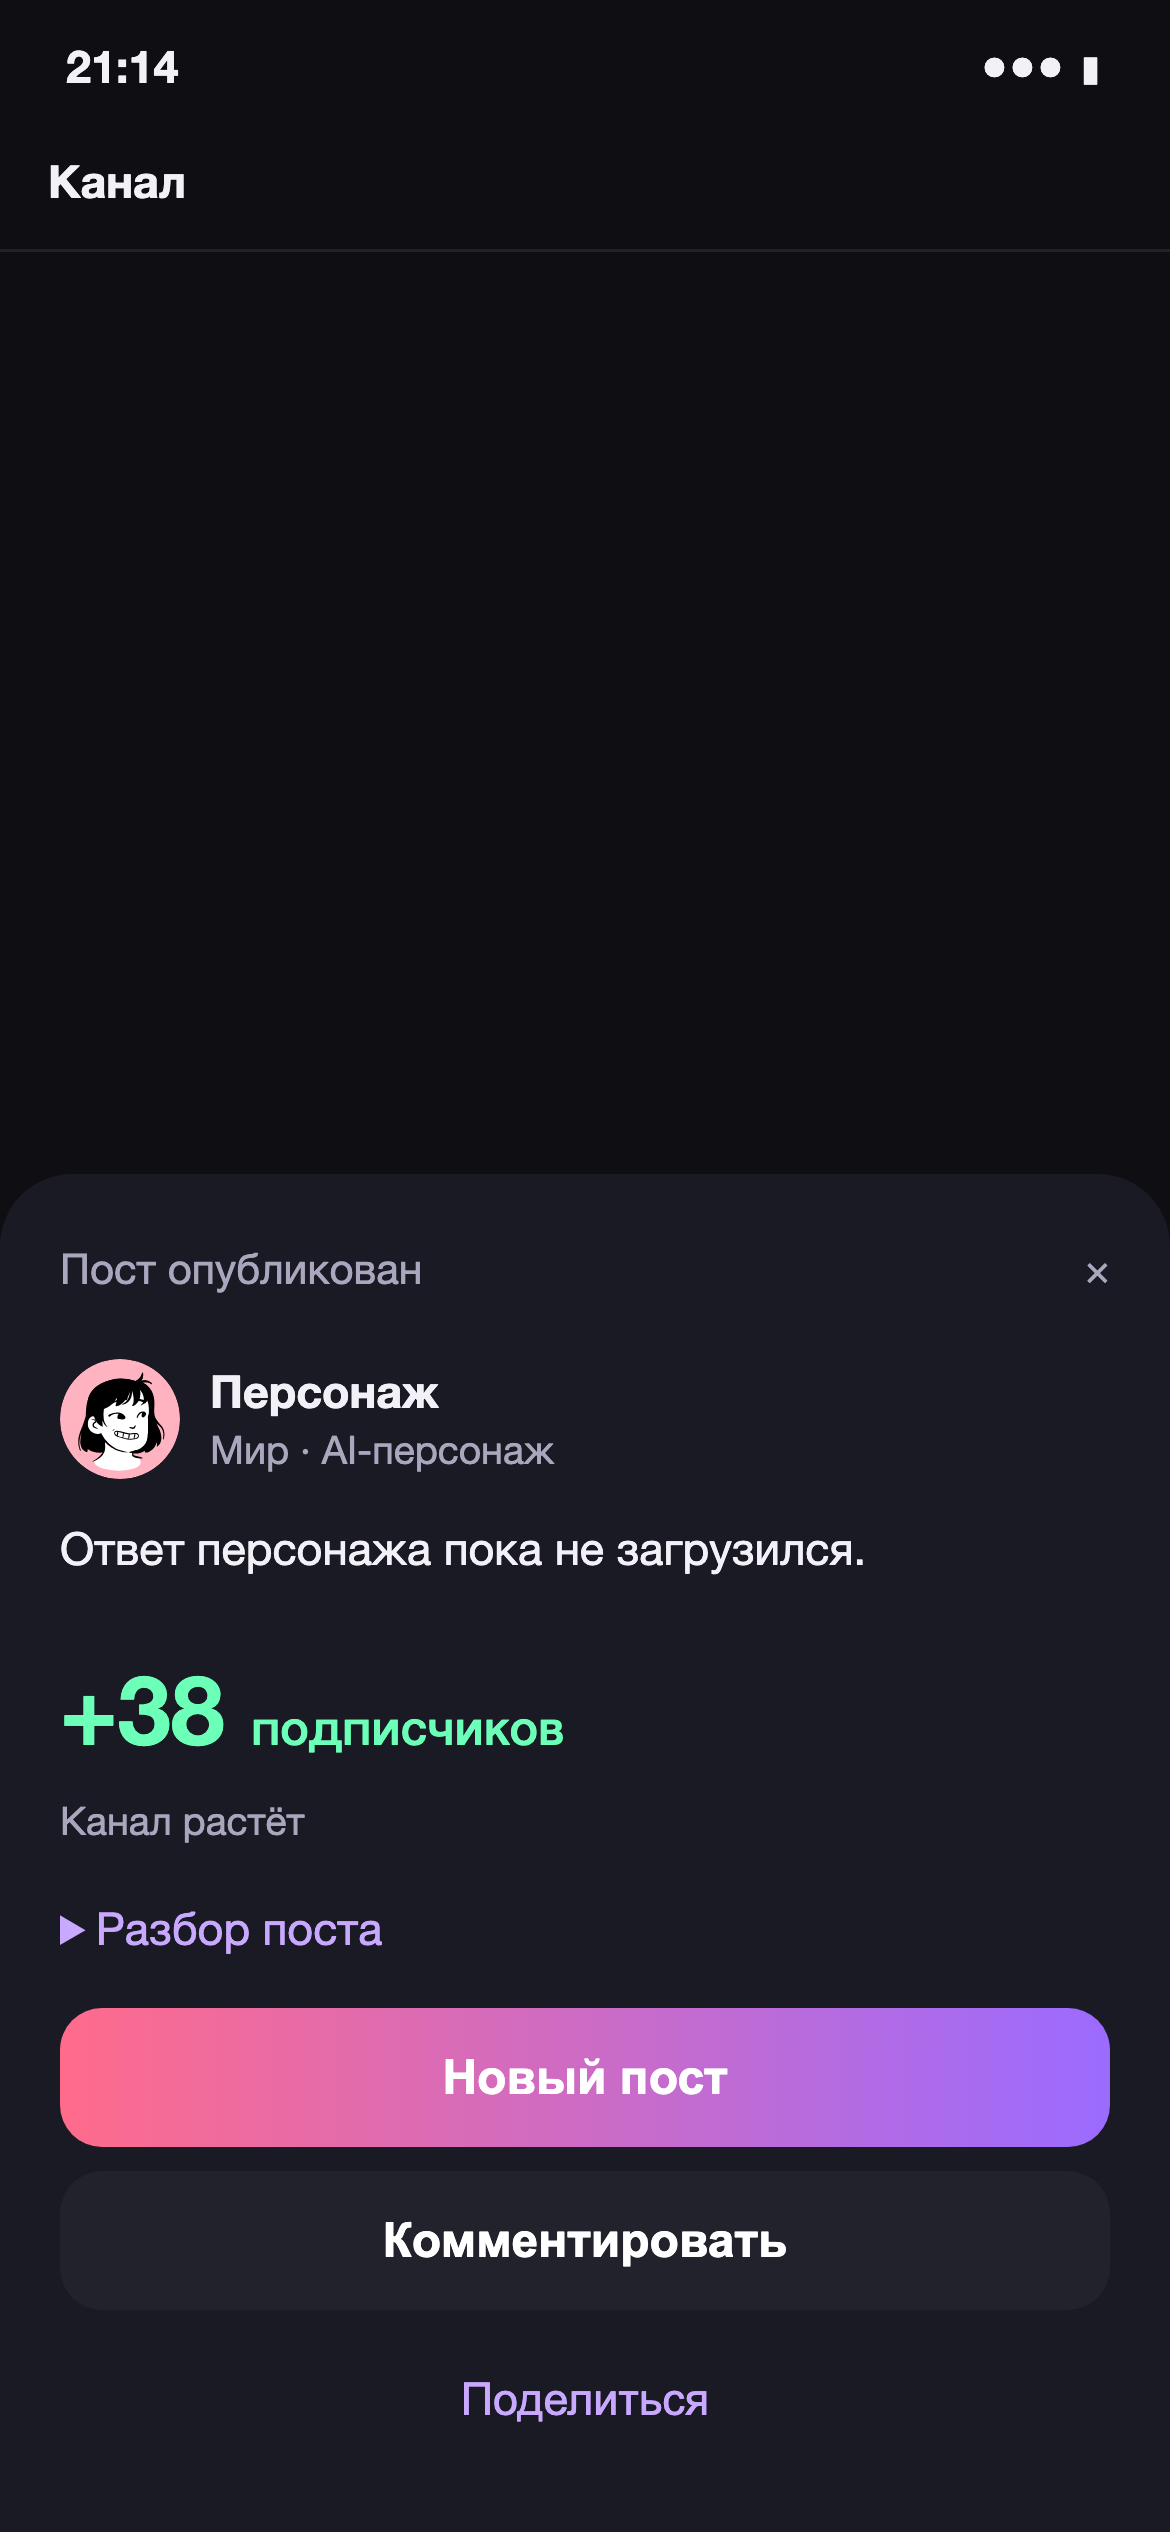 21:14
Канал
Пост опубликован ×
Персонаж
Мир · AI-персонаж
Ответ персонажа пока не загрузился.
+38 подписчиков
Канал растёт
▶ Разбор поста
Новый пост
Комментировать
Поделиться